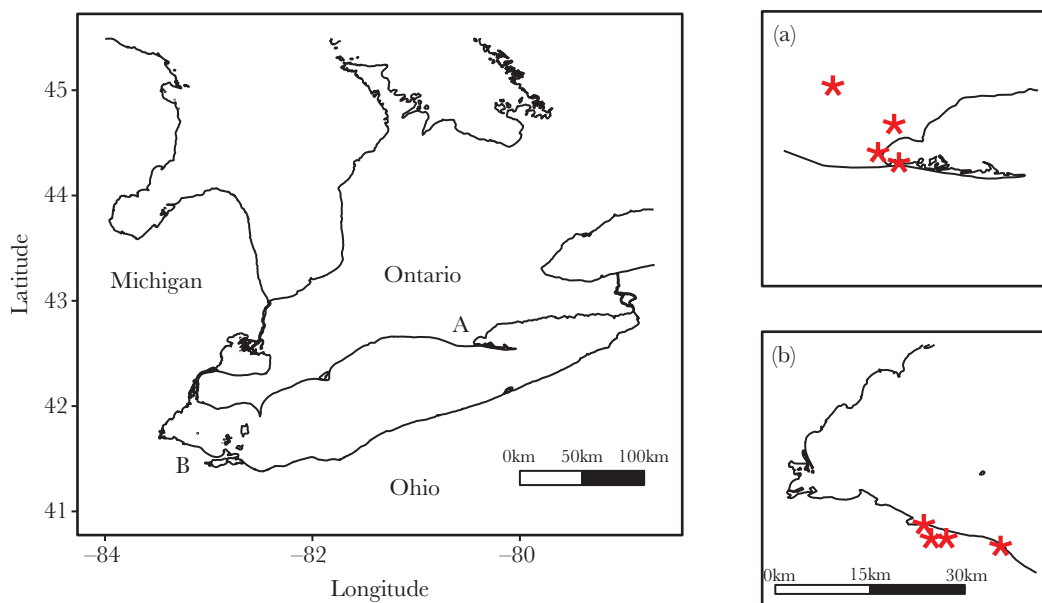 45
44
43
42
41
Latitude
Michigan
Ontario
A
B
Ohio
0km 50km 100km
–84 –82 –80
Longitude
(a)
(b)
0km 15km 30km